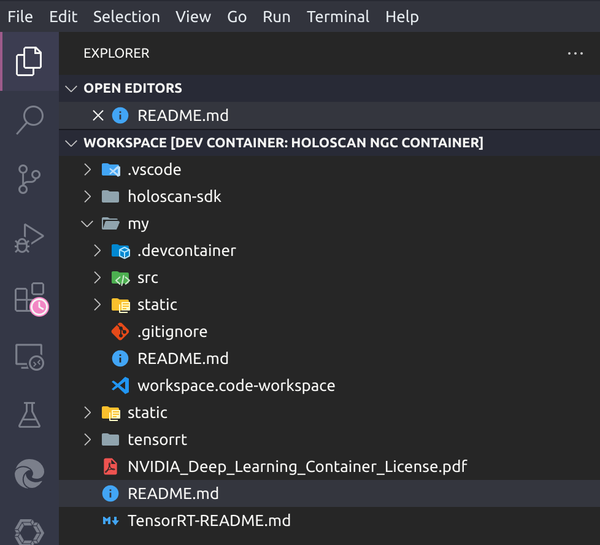 File Edit Selection View Go Run Terminal Help
EXPLORER
OPEN EDITORS
README.md
WORKSPACE [DEV CONTAINER: HOLOSCAN NGC CONTAINER]
.vscode
holoscan-sdk
my
.devcontainer
src
static
.gitignore
README.md
workspace.code-workspace
static
tensorrt
NVIDIA_Deep_Learning_Container_License.pdf
README.md
TensorRT-README.md